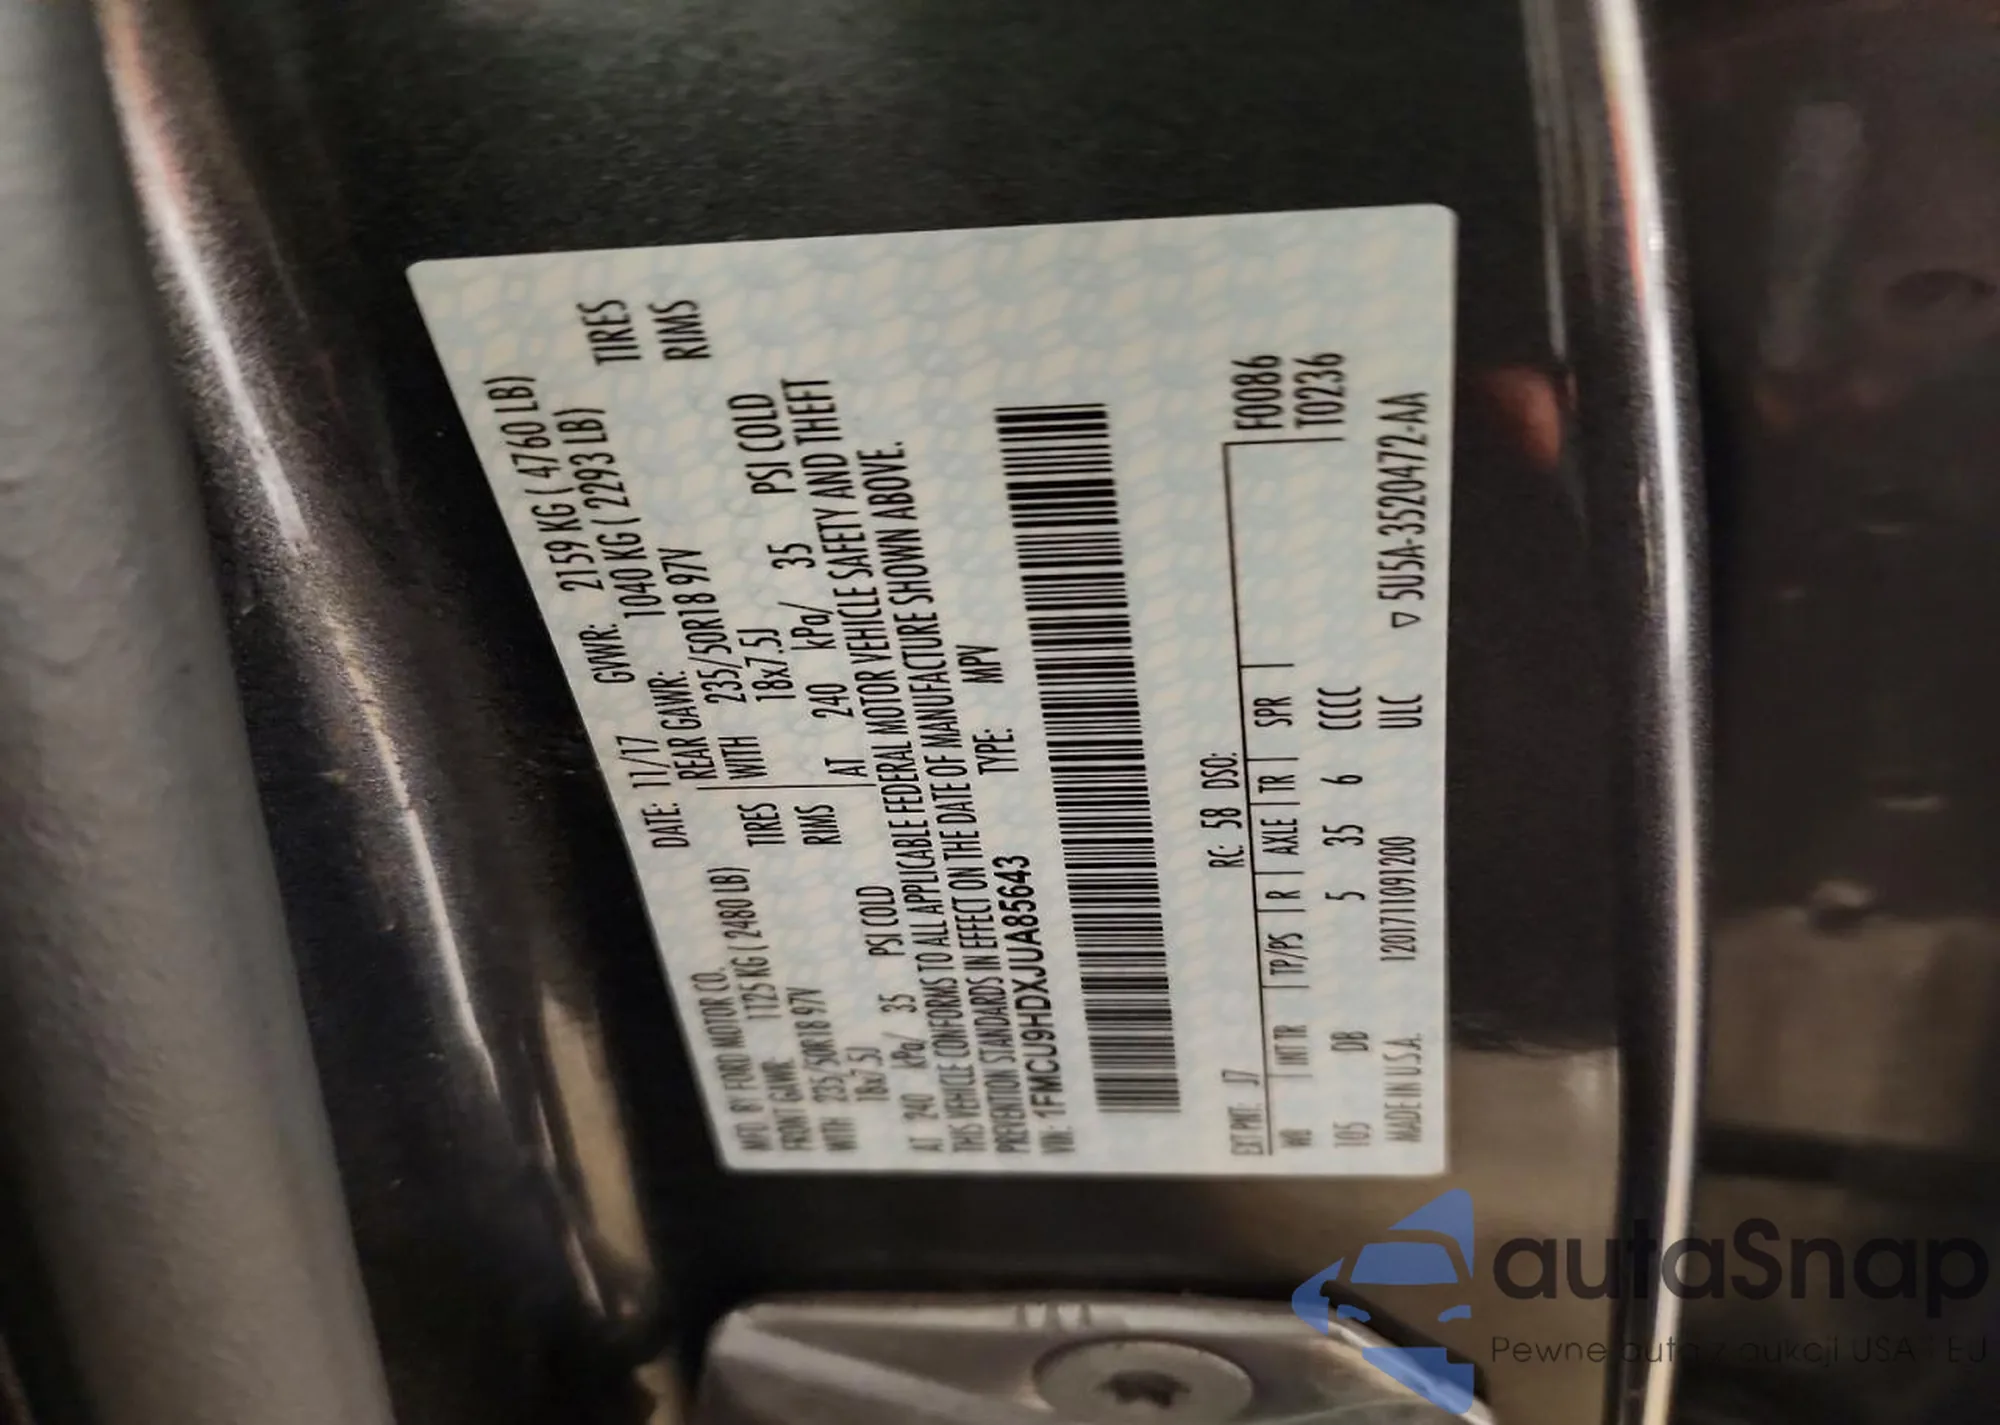 MFD. BY FORD MOTOR CO.
DATE: 11/17 GVWR: 2159 KG ( 4760 LB)
FRONT GAWR: 1125 KG ( 2480 LB) REAR GAWR: 1040 KG ( 2293 LB)
WITH 235/50R18 97V TIRES WITH 235/50R18 97V TIRES
18x7.5J RIMS 18x7.5J RIMS
AT 240 kPa/ 35 PSI COLD AT 240 kPa/ 35 PSI COLD
THIS VEHICLE CONFORMS TO ALL APPLICABLE FEDERAL MOTOR VEHICLE SAFETY AND THEFT
PREVENTION STANDARDS IN EFFECT ON THE DATE OF MANUFACTURE SHOWN ABOVE.
VIN: 1FMCU9HDXJUA85643 TYPE: MPV
EXT PNT: J7 RC: 58 DSO: F0086
WB INT TR TP/PS R AXLE TR SPR T0236
105 DB 5 35 6 CCCC
MADE IN U.S.A. 1201711091200 ULC ▽ 5U5A-3520472-AA
autaSnap
Pewne auta z aukcji USA - EU